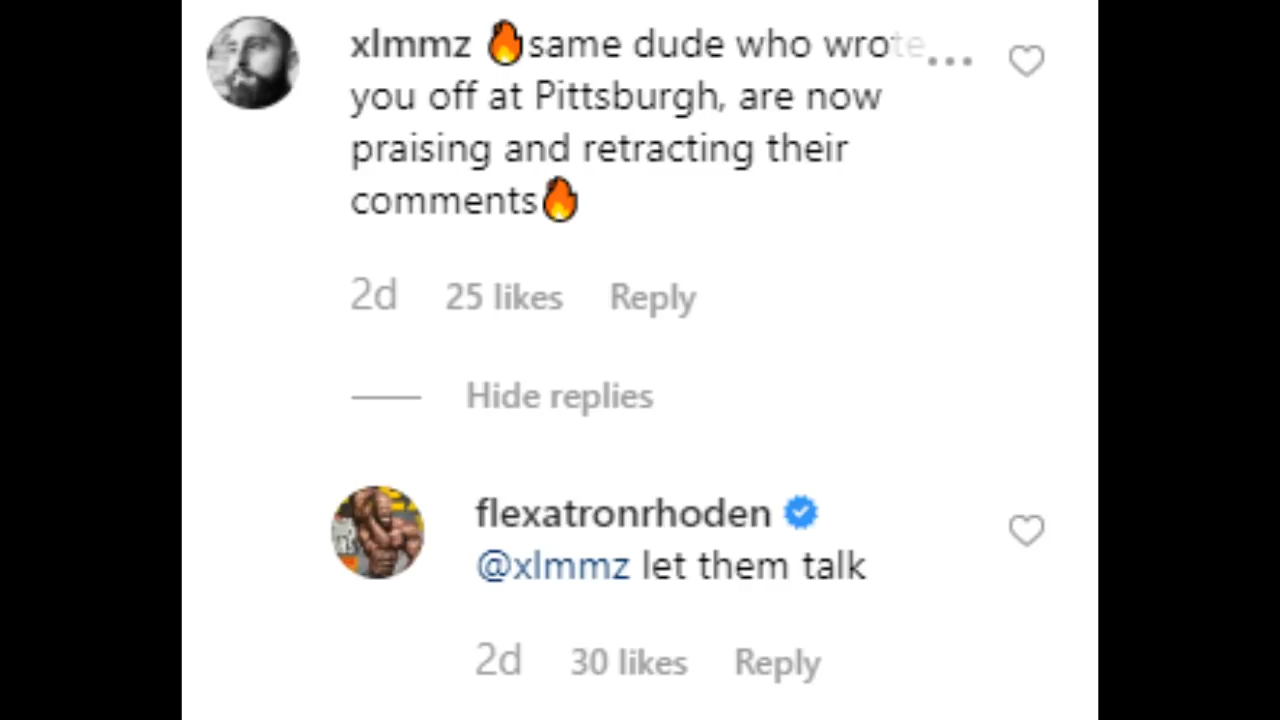 xlmmz 🔥same dude who wrote...
you off at Pittsburgh, are now
praising and retracting their
comments🔥
2d 25 likes Reply
Hide replies
flexatronrhoden
@xlmmz let them talk
2d 30 likes Reply